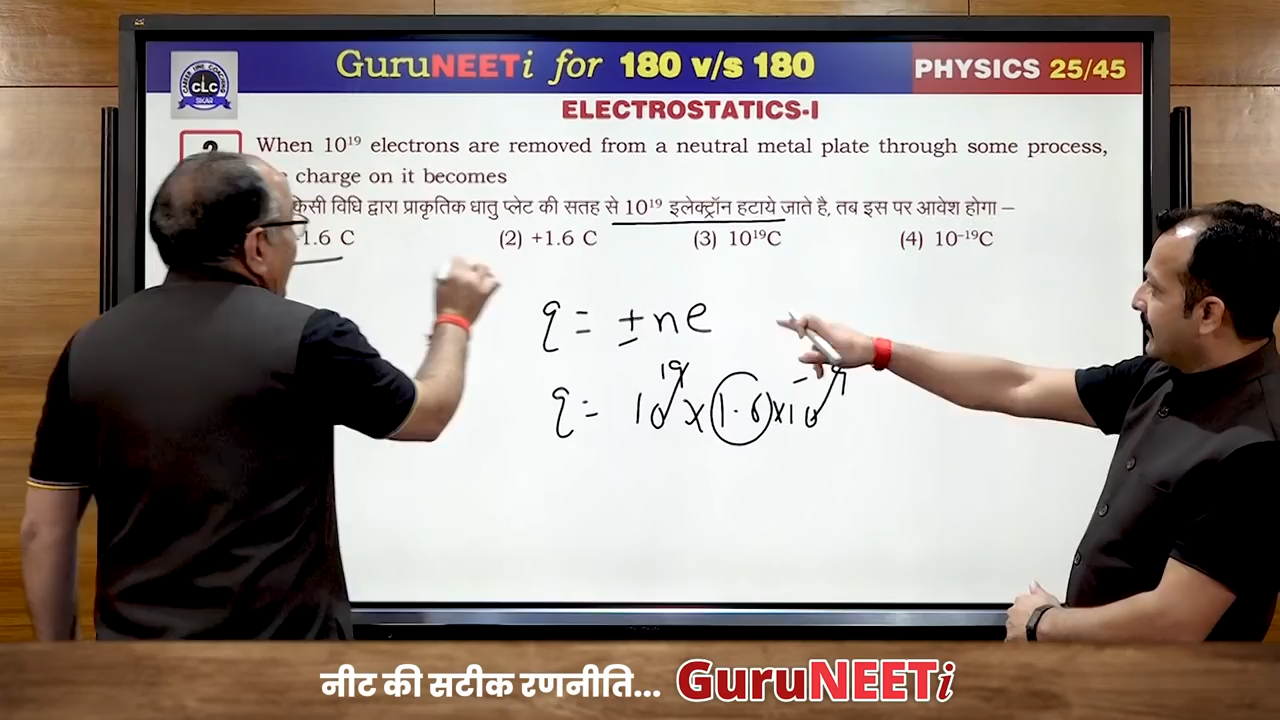 GuruNEETi for 180 v/s 180
PHYSICS 25/45
CLC
SIKAR
ELECTROSTATICS-I
When 10¹⁹ electrons are removed from a neutral metal plate through some process,
charge on it becomes
विधि द्वारा प्राकृतिक धातु प्लेट की सतह से 10¹⁹ इलेक्ट्रॉन हटाये जाते है, तब इस पर आवेश होगा –
1.6 C (2) +1.6 C (3) 10¹⁹C (4) 10⁻¹⁹C
q = ±ne
q = 10¹⁹ × (1.6) × 10⁻¹⁹
नीट की सटीक रणनीति... GuruNEETi